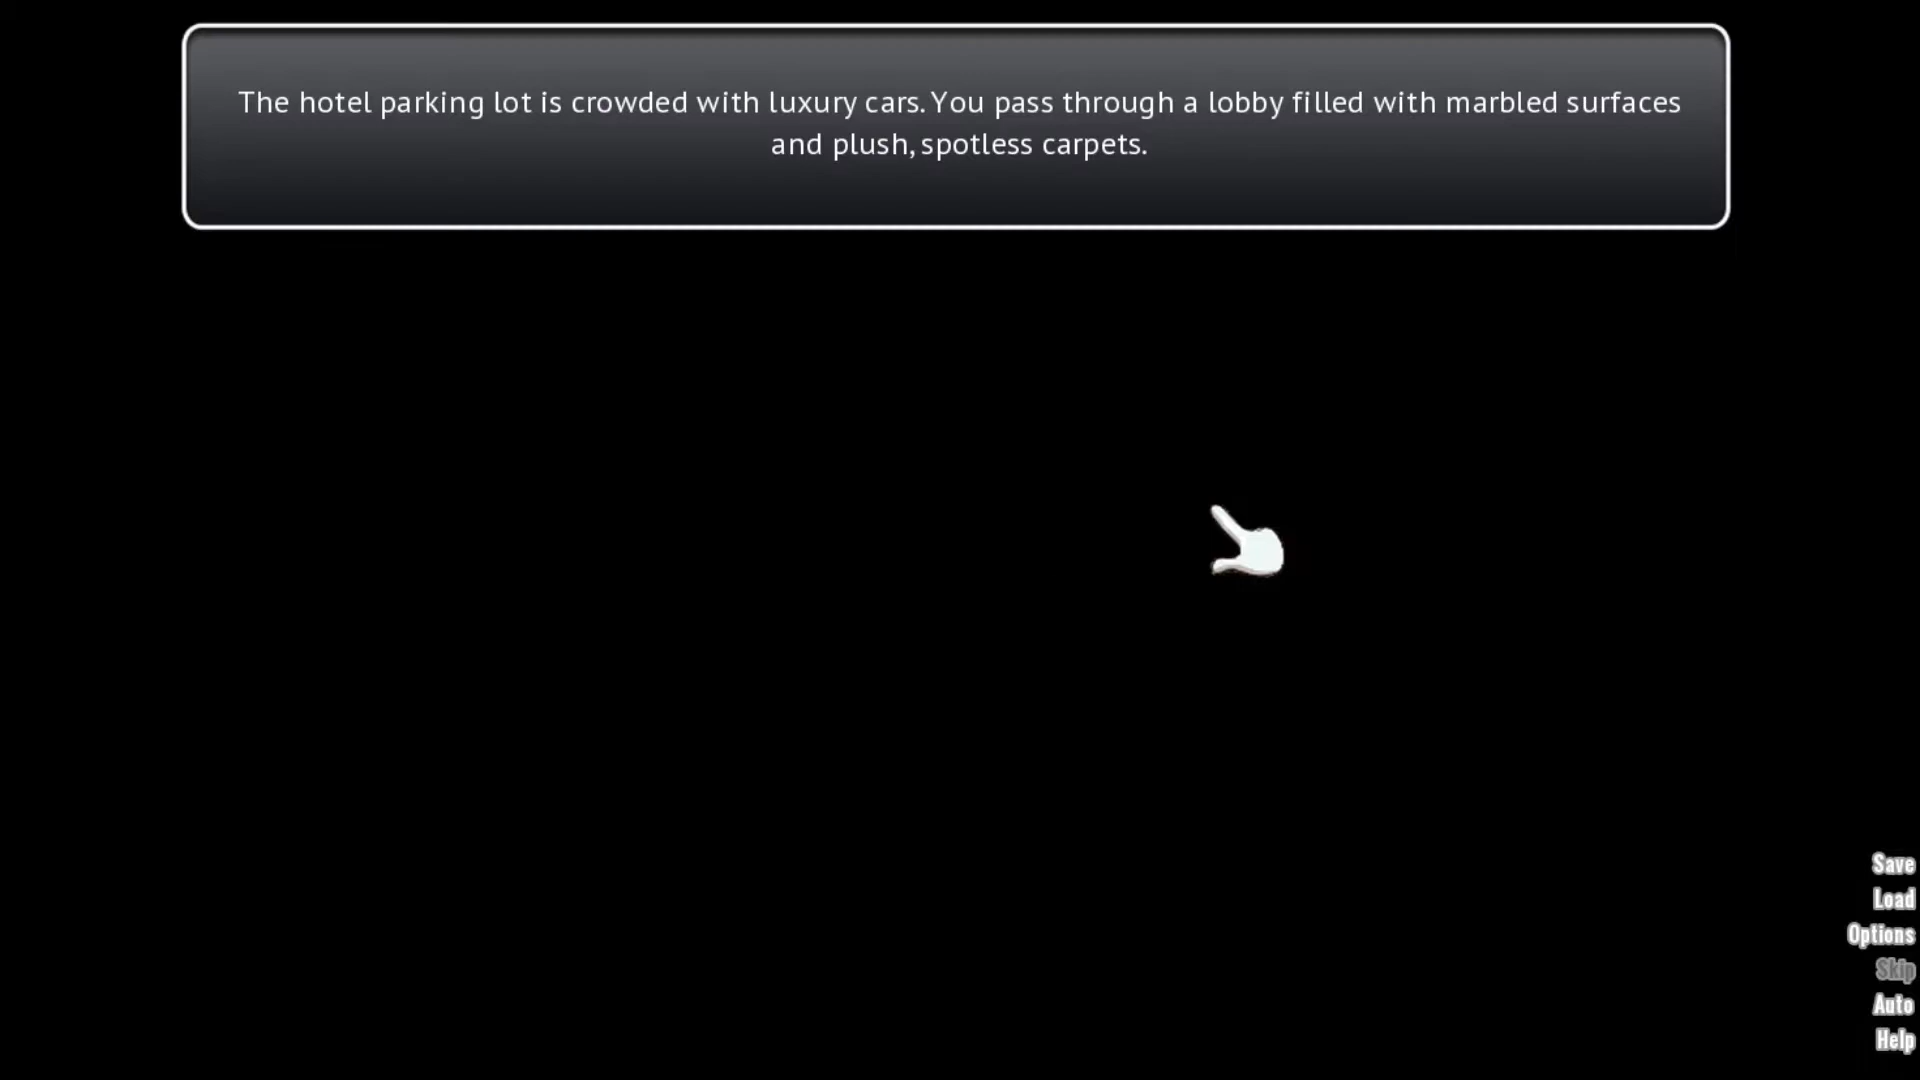 The hotel parking lot is crowded with luxury cars. You pass through a lobby filled with marbled surfaces
and plush, spotless carpets.
Save
Load
Options
Skip
Auto
Help